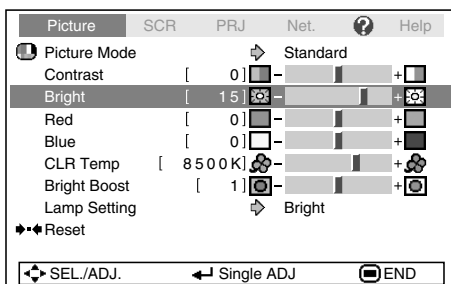 Picture SCR PRJ Net. ? Help
Picture Mode Standard
Contrast [ 0] - +
Bright [ 15] - +
Red [ 0] - +
Blue [ 0] - +
CLR Temp [ 8500K] - +
Bright Boost [ 1] - +
Lamp Setting Bright
Reset
SEL./ADJ. Single ADJ END